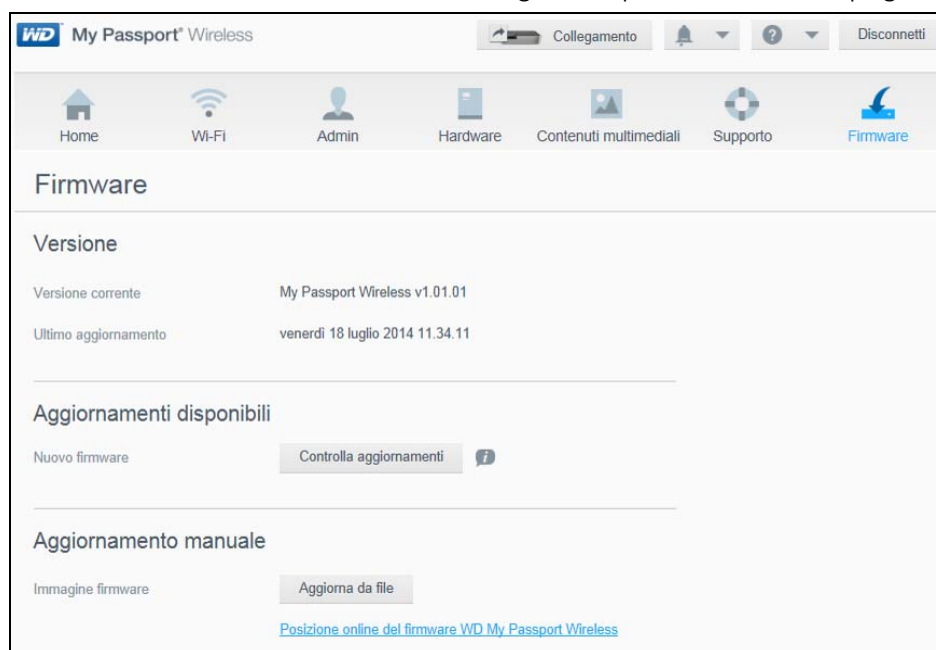 WD My Passport® Wireless
Collegamento
Disconnetti
Home
Wi-Fi
Admin
Hardware
Contenuti multimediali
Supporto
Firmware
Firmware
Versione
Versione corrente My Passport Wireless v1.01.01
Ultimo aggiornamento venerdì 18 luglio 2014 11.34.11
Aggiornamenti disponibili
Nuovo firmware Controlla aggiornamenti
Aggiornamento manuale
Immagine firmware Aggiorna da file
Posizione online del firmware WD My Passport Wireless